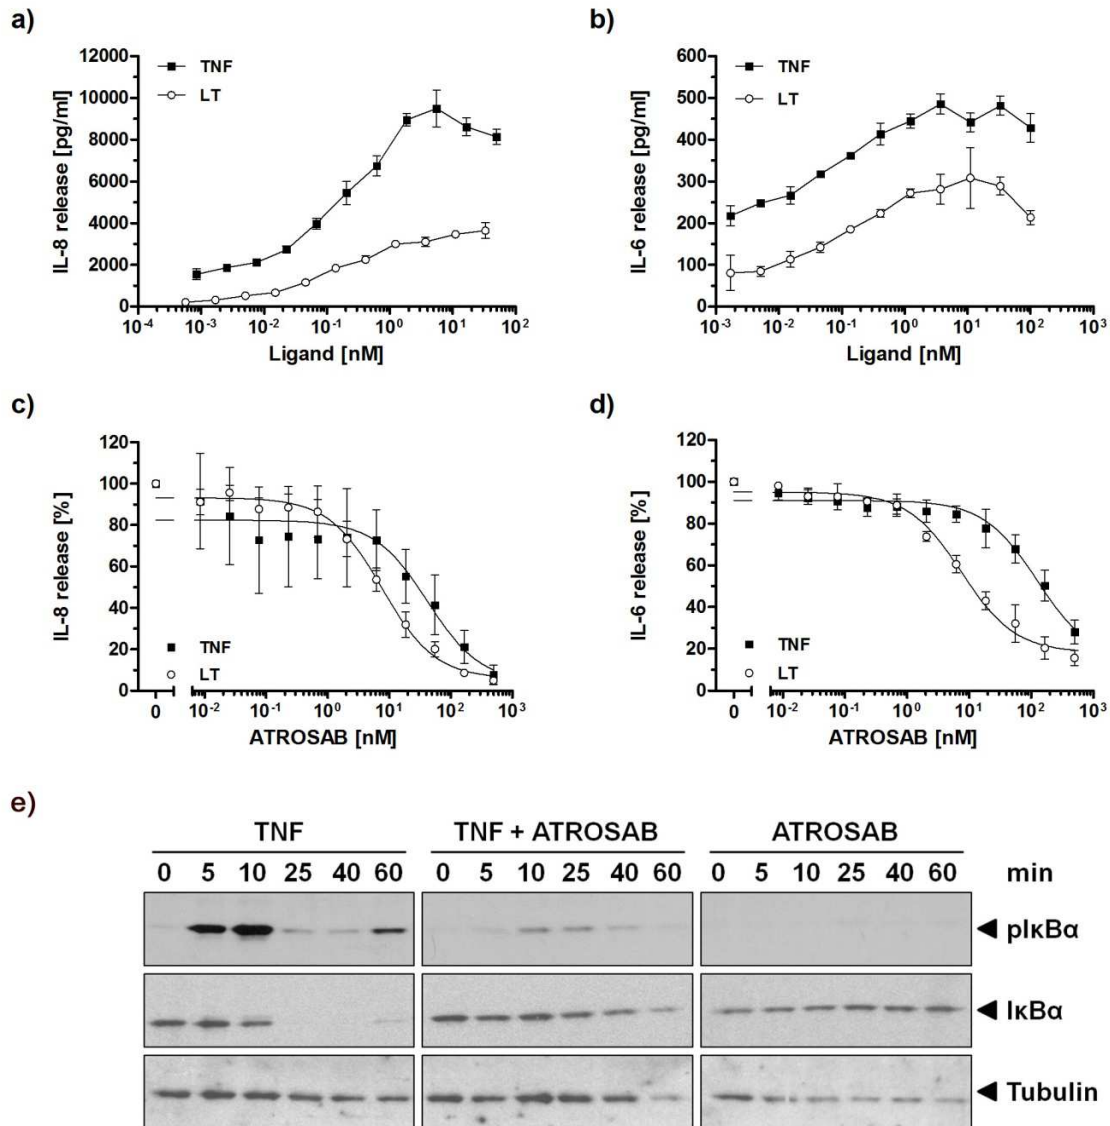 a)
12000
10000
8000
6000
4000
2000
0
IL-8 release [pg/ml]
TNF
LT
10-4 10-3 10-2 10-1 100 101 102
Ligand [nM]
b)
600
500
400
300
200
100
0
IL-6 release [pg/ml]
TNF
LT
10-3 10-2 10-1 100 101 102 103
Ligand [nM]
c)
120
100
80
60
40
20
0
IL-8 release [%]
TNF
LT
0 10-2 10-1 100 101 102 103
ATROSAB [nM]
d)
120
100
80
60
40
20
0
IL-6 release [%]
TNF
LT
0 10-2 10-1 100 101 102 103
ATROSAB [nM]
e)
TNF TNF + ATROSAB ATROSAB
0 5 10 25 40 60 0 5 10 25 40 60 0 5 10 25 40 60 min
pIκBα
IκBα
Tubulin